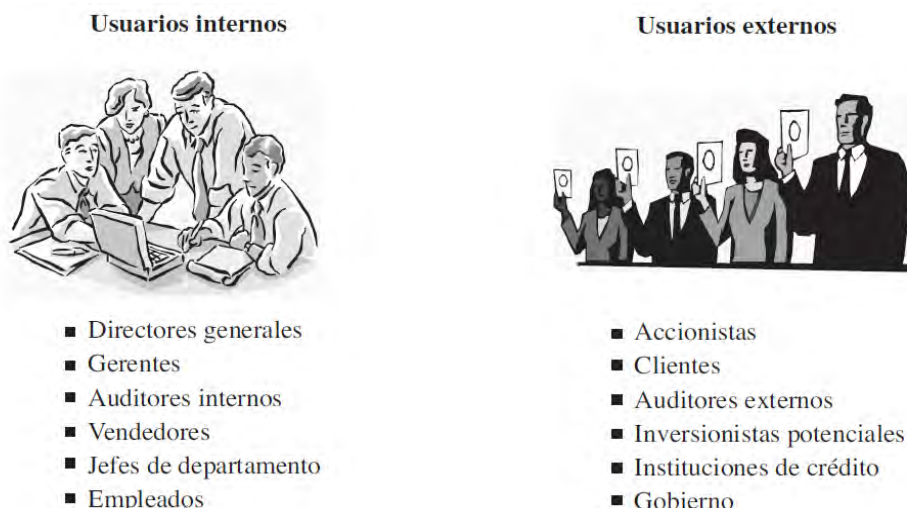 Usuarios internos
■ Directores generales
■ Gerentes
■ Auditores internos
■ Vendedores
■ Jefes de departamento
■ Empleados
Usuarios externos
■ Accionistas
■ Clientes
■ Auditores externos
■ Inversionistas potenciales
■ Instituciones de crédito
■ Gobierno